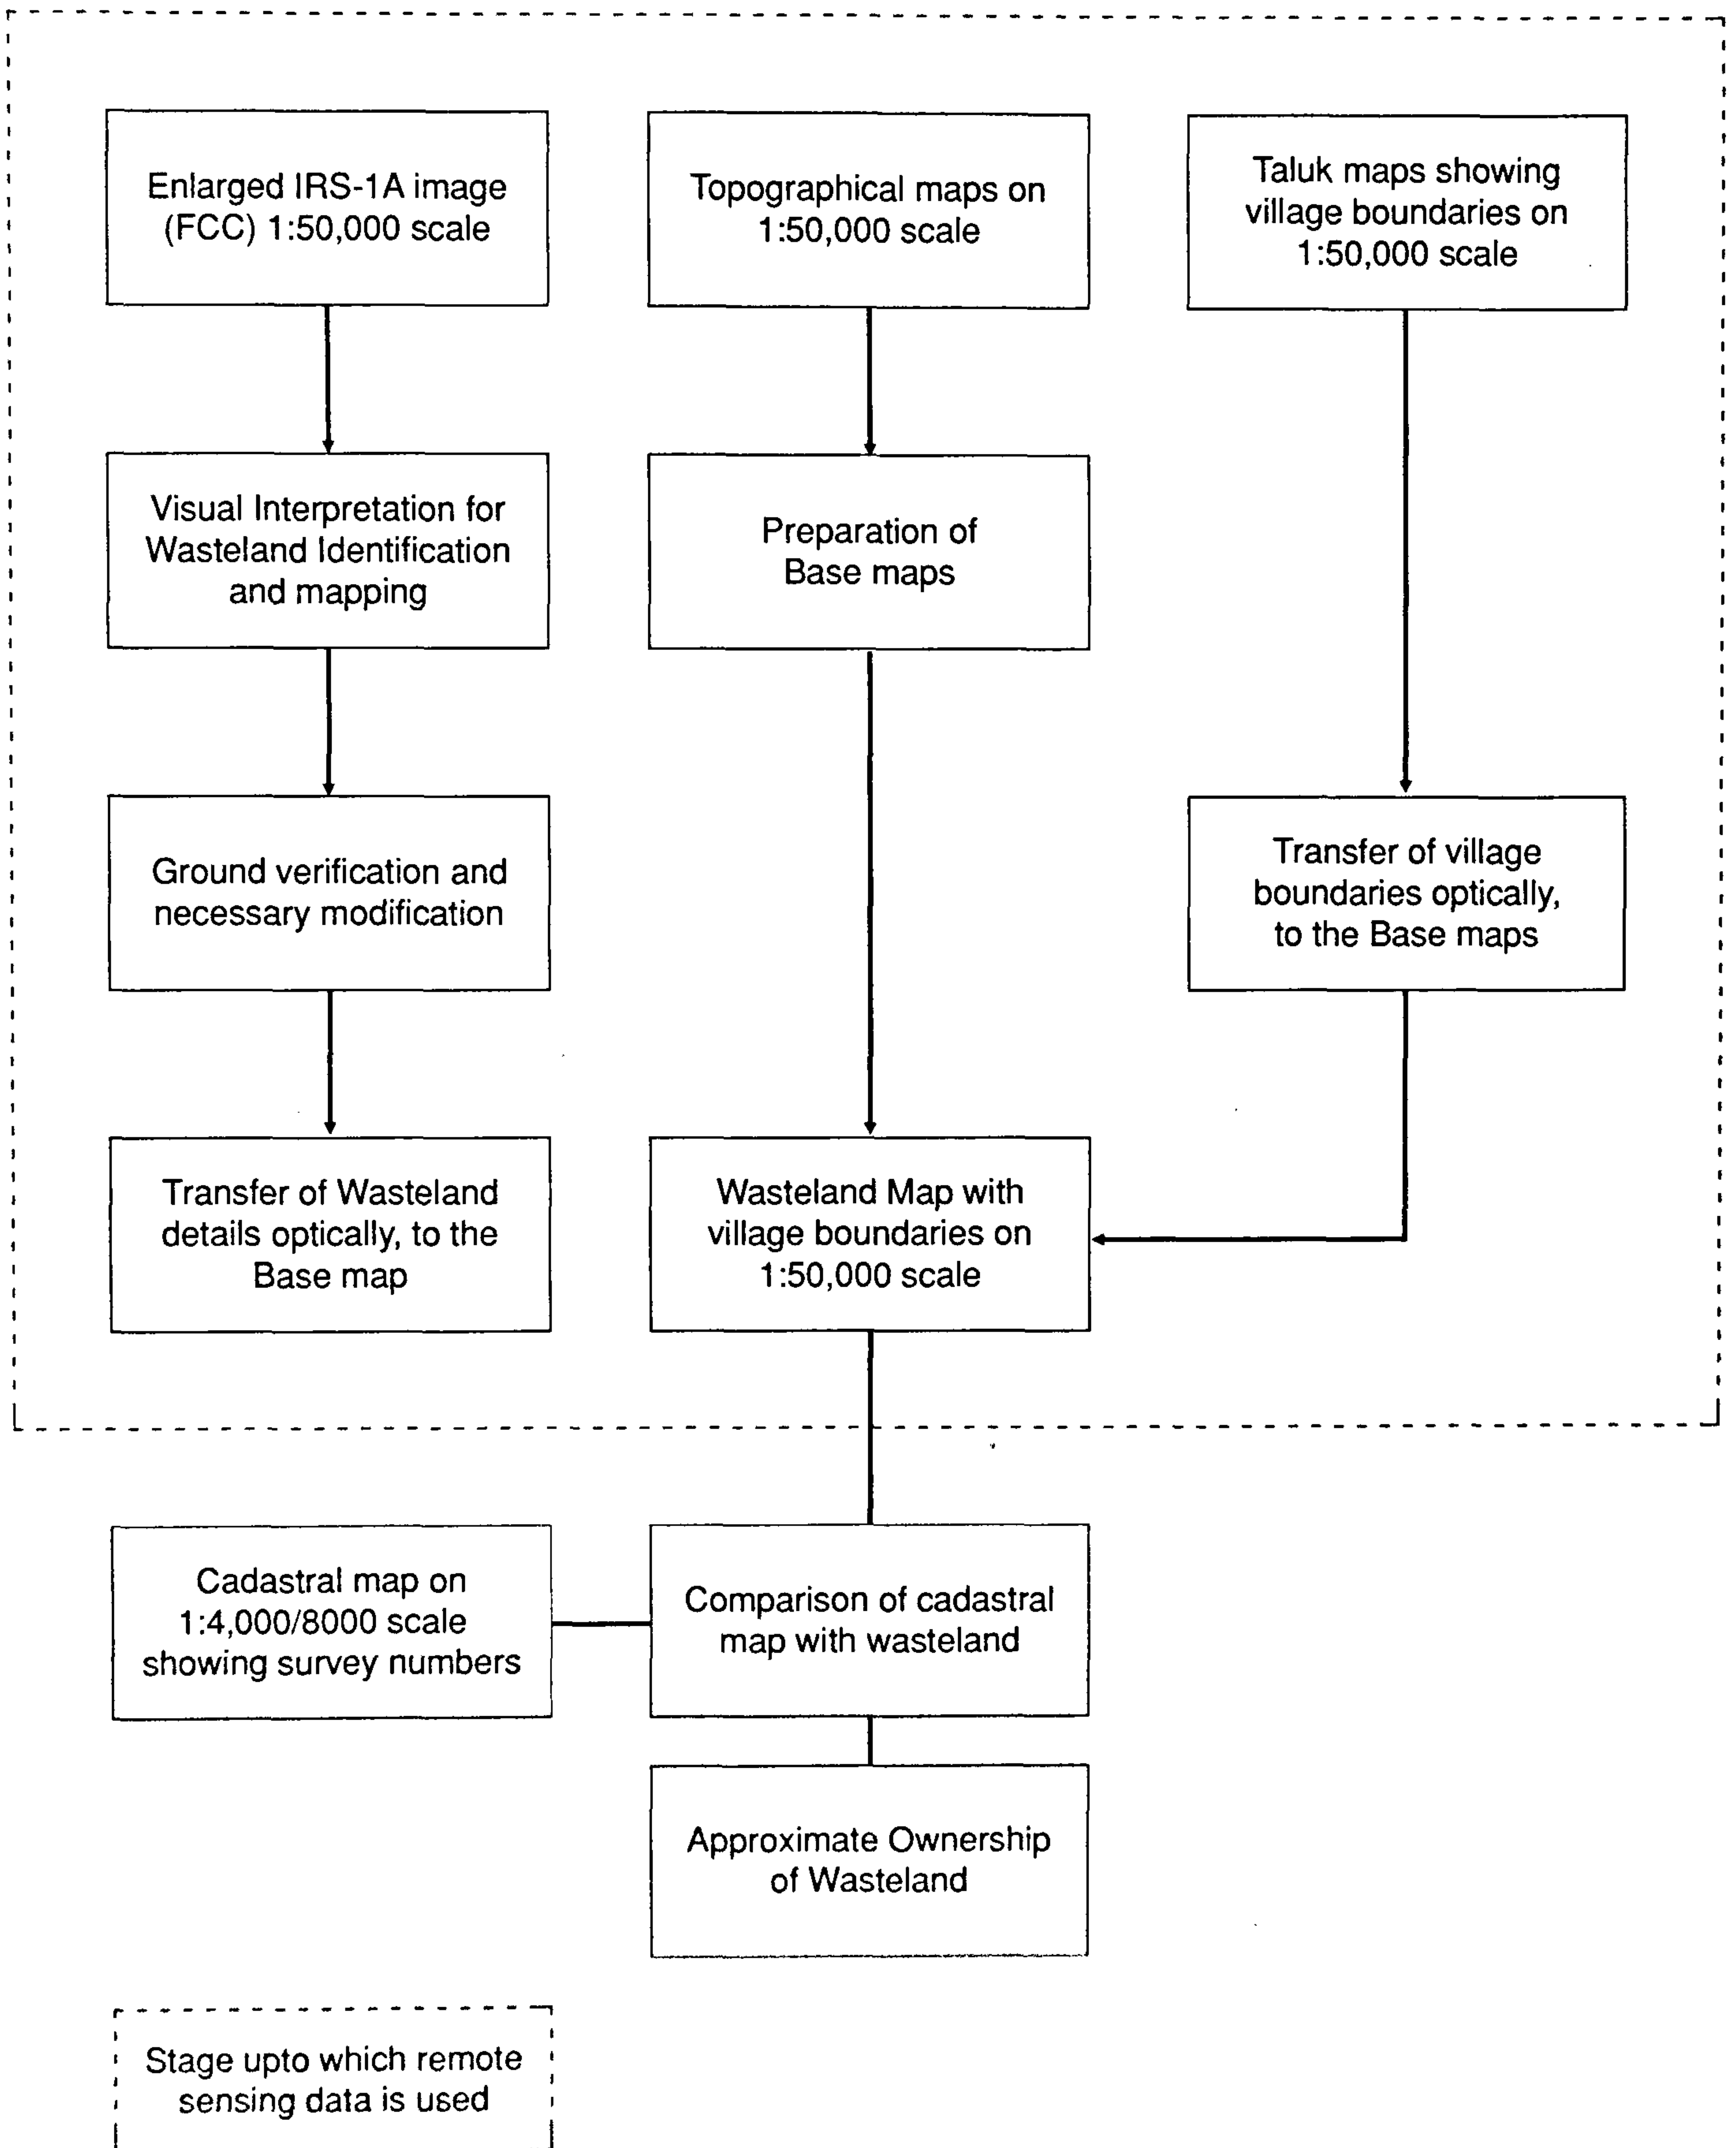 Enlarged IRS-1A image
(FCC) 1:50,000 scale
Topographical maps on
1:50,000 scale
Taluk maps showing
village boundaries on
1:50,000 scale
Visual Interpretation for
Wasteland Identification
and mapping
Preparation of
Base maps
Ground verification and
necessary modification
Transfer of village
boundaries optically,
to the Base maps
Transfer of Wasteland
details optically, to the
Base map
Wasteland Map with
village boundaries on
1:50,000 scale
Cadastral map on
1:4,000/8000 scale
showing survey numbers
Comparison of cadastral
map with wasteland
Approximate Ownership
of Wasteland
Stage upto which remote
sensing data is used